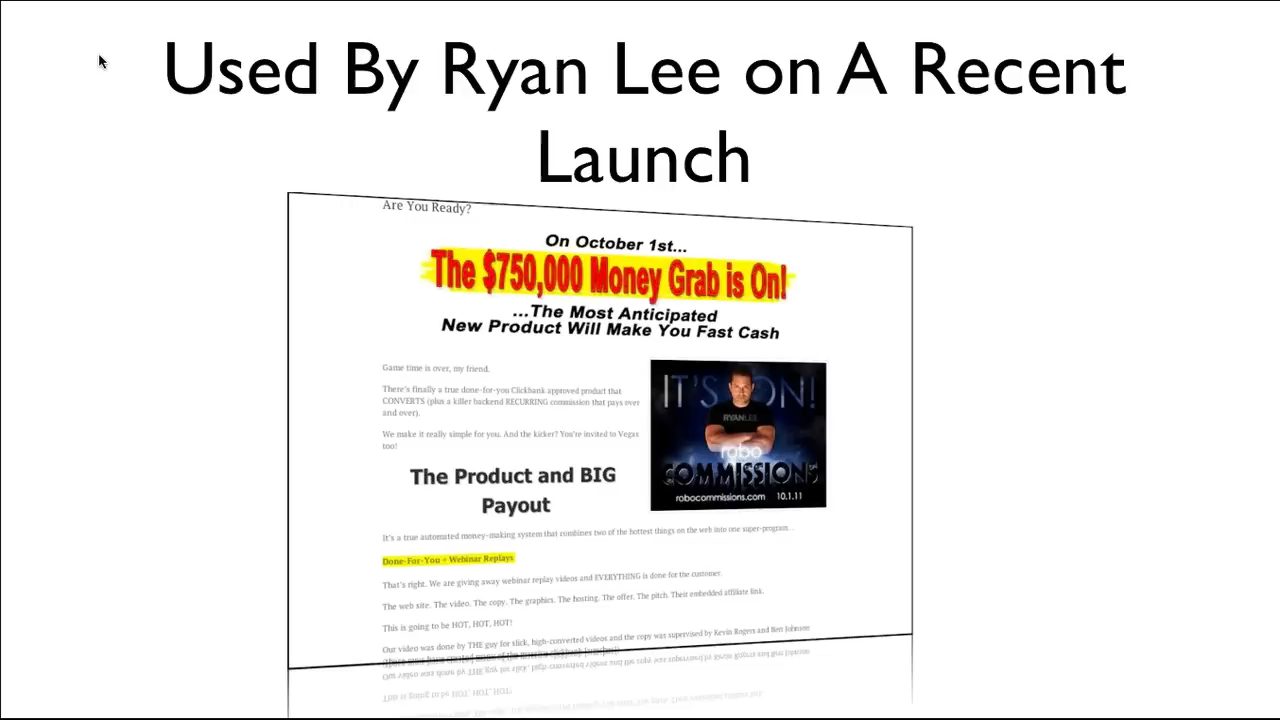 Used By Ryan Lee on A Recent
Launch
Are You Ready?
On October 1st...
The $750,000 Money Grab is On!
...The Most Anticipated
New Product Will Make You Fast Cash
Game time is over, my friend.
There's finally a true done-for-you Clickbank approved product that
CONVERTS (plus a killer backend RECURRING commission that pays over
and over).
We make it really simple for you. And the kicker? You're invited to Vegas
too!
IT'S ON!
RYANLEE
robo
COMMISSIONS
robocommissions.com 10.1.11
The Product and BIG
Payout
It's a true automated money-making system that combines two of the hottest things on the web into one super-program...
Done-For-You + Webinar Replays
That's right. We are giving away webinar replay videos and EVERYTHING is done for the customer.
The web site. The video. The copy. The graphics. The hosting. The offer. The pitch. Their embedded affiliate link.
This is going to be HOT, HOT, HOT!
Our video was done by THE guy for slick, high-converted videos and the copy was supervised by Kevin Rogers and Ben Johnson